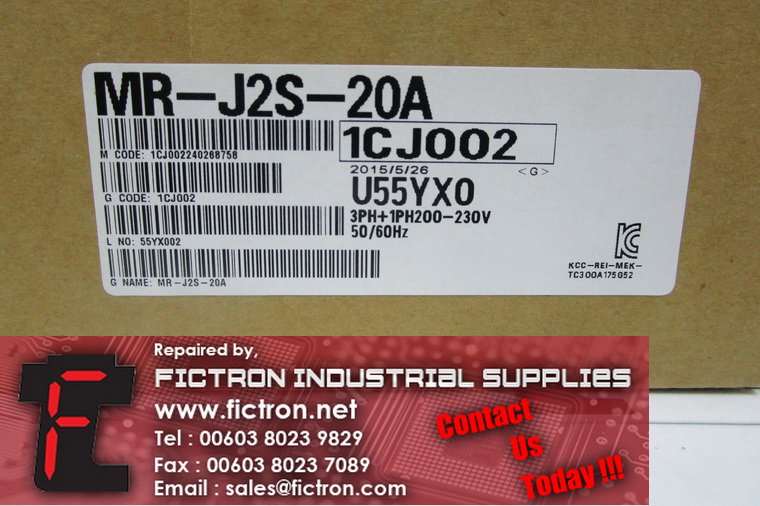 MR-J2S-20A
1CJ002
M CODE: 1CJ002240268758
2015/5/26 <G>
U55YX0
G CODE: 1CJ002
3PH+1PH200-230V
50/60Hz
L NO: 55YX002
KCC-REI-MEK-
TC300A175052
G NAME: MR-J2S-20A
Repaired by,
FICTRON INDUSTRIAL SUPPLIES
www.fictron.net
Tel : 00603 8023 9829
Fax : 00603 8023 7089
Email : sales@fictron.com
Contact
Us
Today !!!